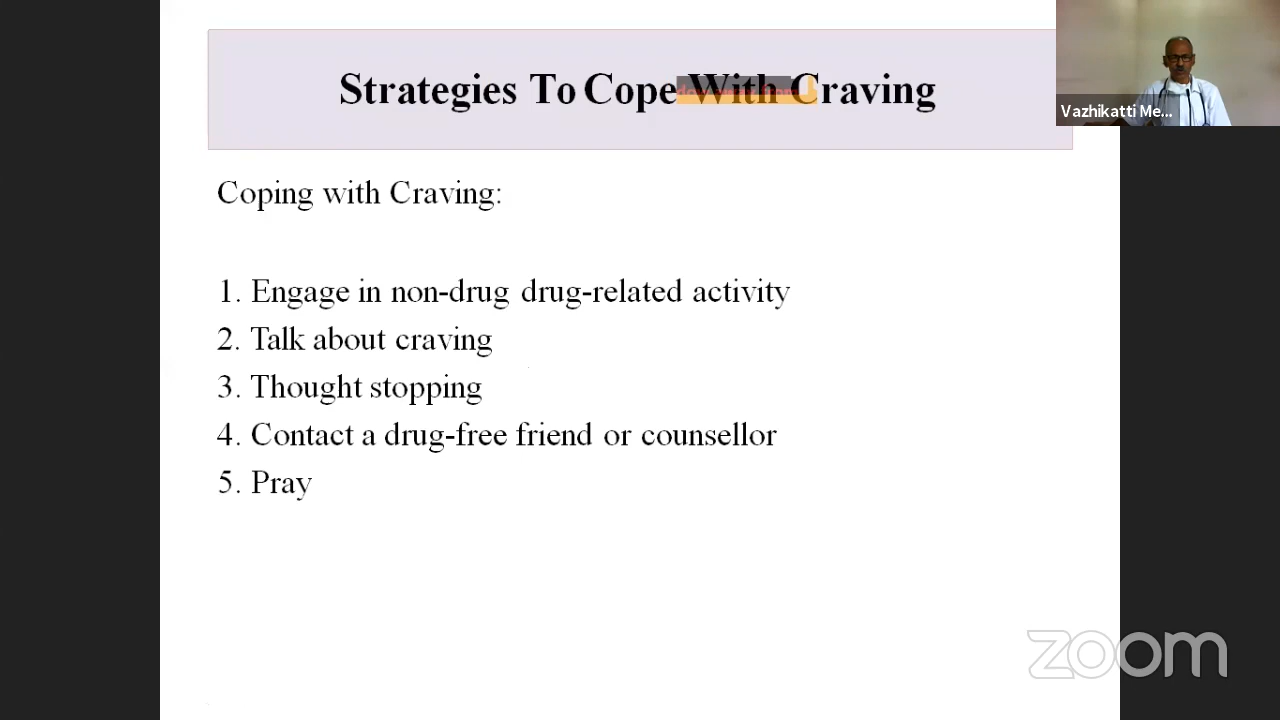 Strategies To Cope With Craving
Vazhikatti Me...
Coping with Craving:
1. Engage in non-drug drug-related activity
2. Talk about craving
3. Thought stopping
4. Contact a drug-free friend or counsellor
5. Pray
zoom